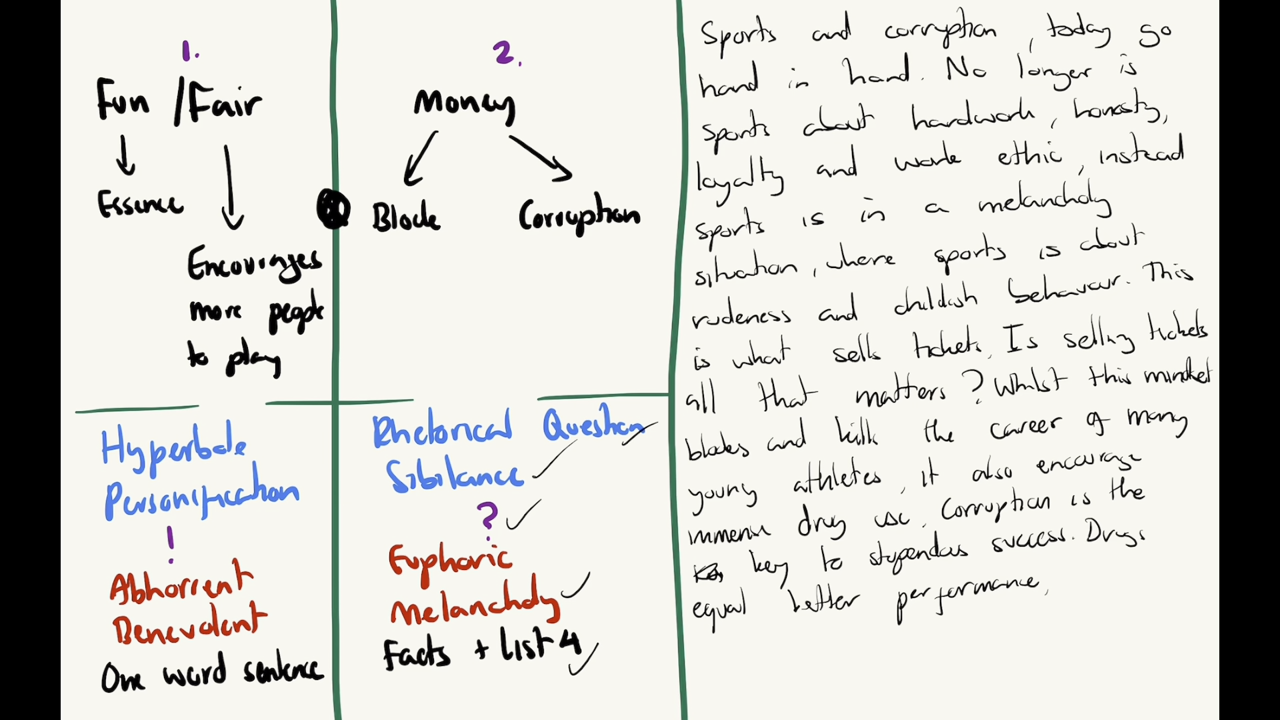 1.
Fun / Fair
Essence
Encourages
more people
to play
2.
Money
Block
Corruption
Hyperbole
Personification
!
Abhorrent
Benevolent
One word sentence
Rhetorical Question
Sibilance
?
Euphoric
Melancholy
Facts + list 4
Sports and corruption, today go
hand in hand. No longer is
sports about hardwork, honesty,
loyalty and work ethic, instead
sports is in a melancholy
situation, where sports is about
rudeness and childish behaviour. This
is what sells tickets. Is selling tickets
all that matters? Whilst this mindset
blocks and kills the career of many
young athletes, it also encourage
immense drug use. Corruption is the
key to stupendous success. Drugs
equal better performance,